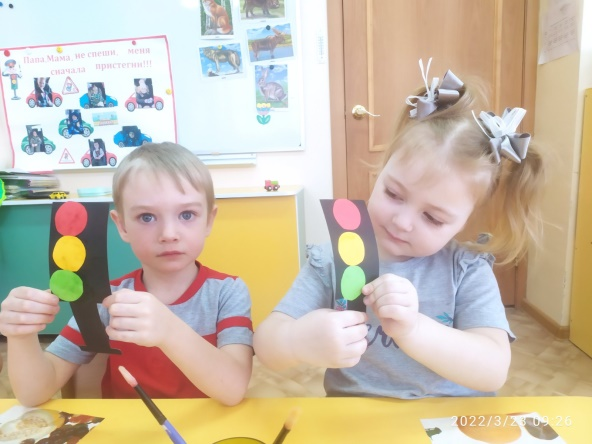 Папа, Мама, не спеши, меня
сначала пристегни!!!
2022/3/23 09:26